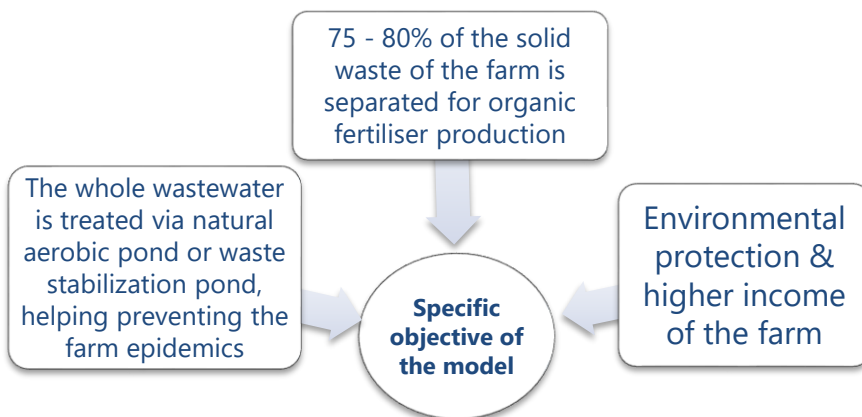 75 - 80% of the solid
waste of the farm is
separated for organic
fertiliser production
The whole wastewater
is treated via natural
aerobic pond or waste
stabilization pond,
helping preventing the
farm epidemics
Environmental
protection &
higher income
of the farm
Specific
objective of
the model